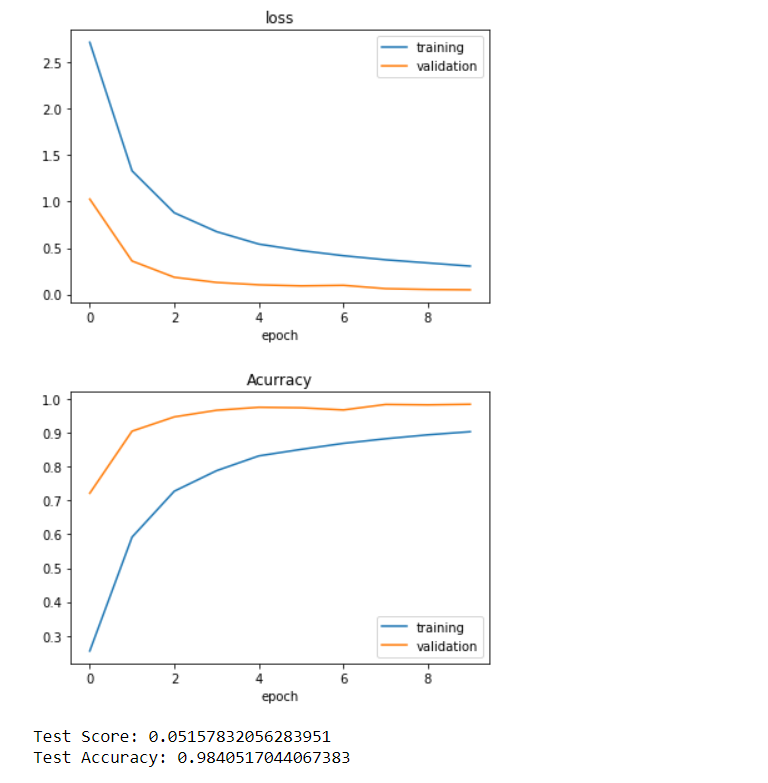 loss
training
validation
2.5
2.0
1.5
1.0
0.5
0.0
0 2 4 6 8
epoch
Acurracy
1.0
0.9
0.8
0.7
0.6
0.5
0.4
0.3
training
validation
0 2 4 6 8
epoch
Test Score: 0.05157832056283951
Test Accuracy: 0.9840517044067383